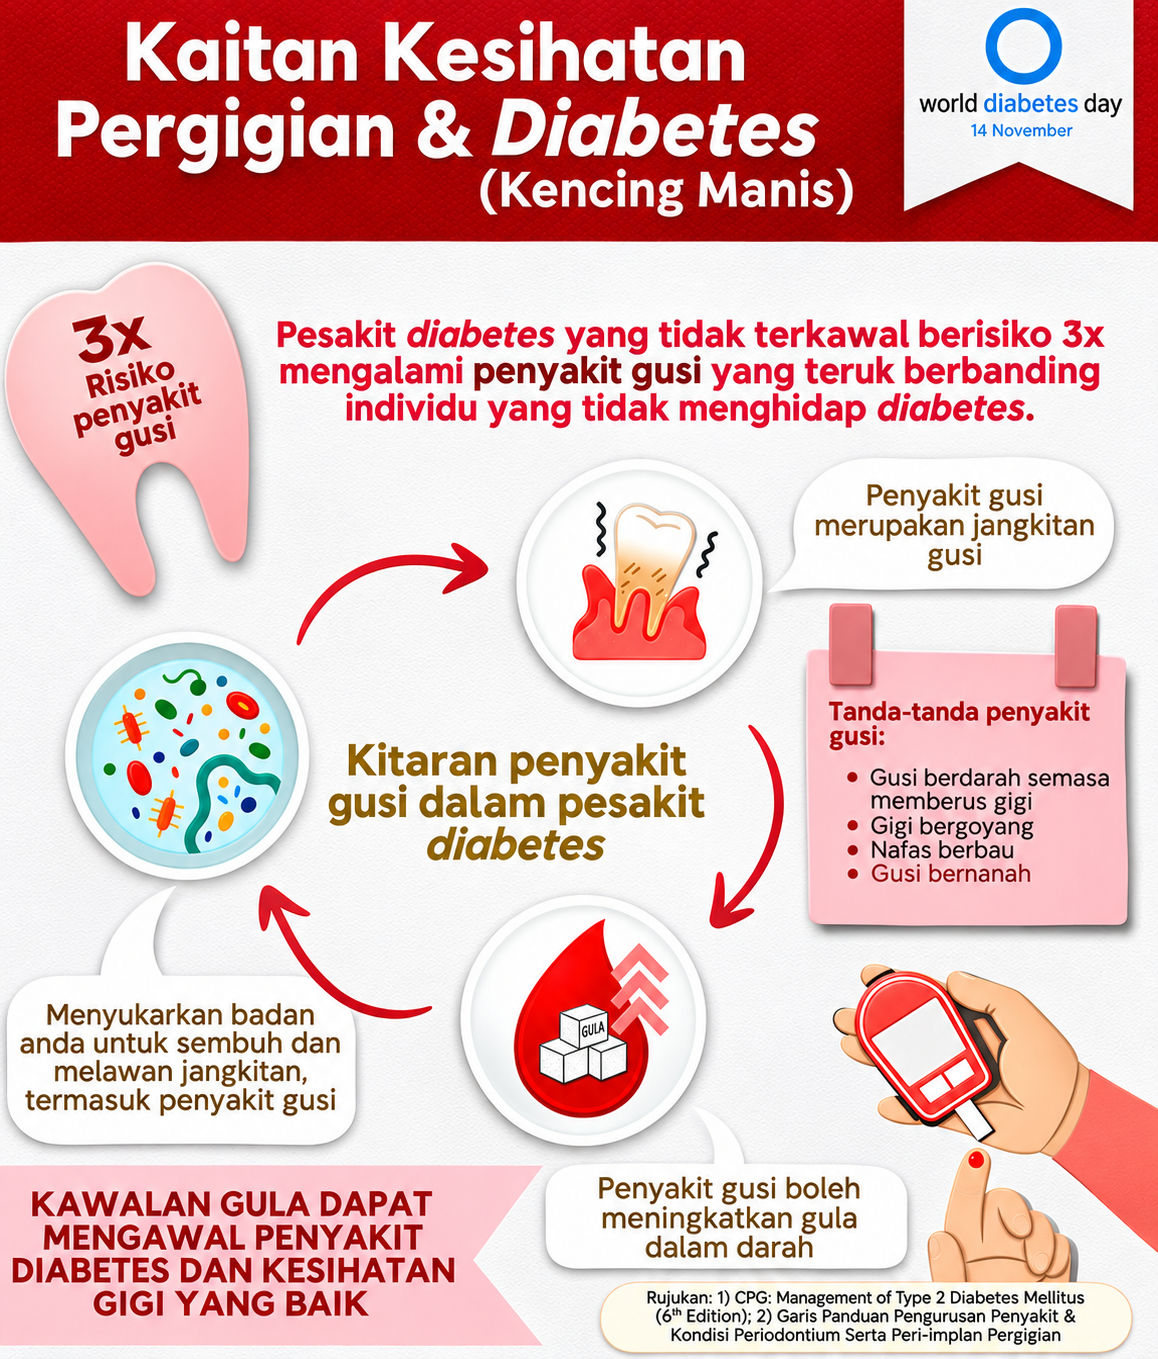 Kaitan Kesihatan
Pergigian & Diabetes
(Kencing Manis)
world diabetes day
14 November
3x
Risiko
penyakit
gusi
Pesakit diabetes yang tidak terkawal berisiko 3x
mengalami penyakit gusi yang teruk berbanding
individu yang tidak menghidap diabetes.
Penyakit gusi
merupakan jangkitan
gusi
Tanda-tanda penyakit
gusi:
• Gusi berdarah semasa
memberus gigi
• Gigi bergoyang
• Nafas berbau
• Gusi bernanah
Kitaran penyakit
gusi dalam pesakit
diabetes
GULA
Menyukarkan badan
anda untuk sembuh dan
melawan jangkitan,
termasuk penyakit gusi
Penyakit gusi boleh
meningkatkan gula
dalam darah
KAWALAN GULA DAPAT
MENGAWAL PENYAKIT
DIABETES DAN KESIHATAN
GIGI YANG BAIK
Rujukan: 1) CPG: Management of Type 2 Diabetes Mellitus
(6th Edition); 2) Garis Panduan Pengurusan Penyakit &
Kondisi Periodontium Serta Peri-implan Pergigian